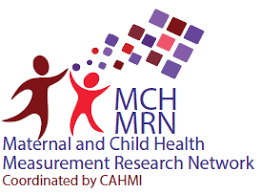 MCH
MRN
Maternal and Child Health
Measurement Research Network
Coordinated by CAHMI